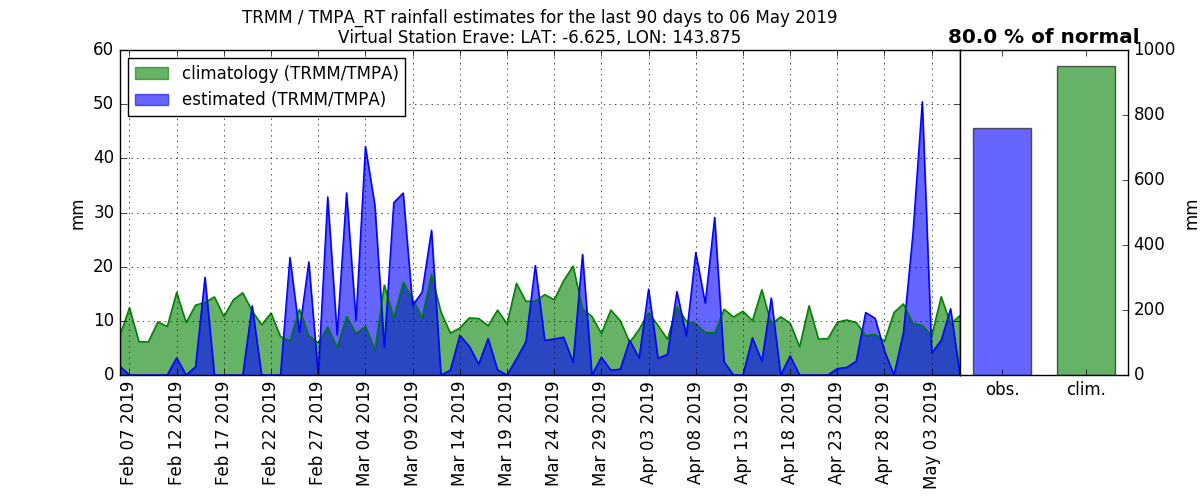 TRMM / TMPA_RT rainfall estimates for the last 90 days to 06 May 2019
Virtual Station Erave: LAT: -6.625, LON: 143.875
80.0 % of normal
climatology (TRMM/TMPA)
estimated (TRMM/TMPA)
mm
60
50
40
30
20
10
0
Feb 07 2019
Feb 12 2019
Feb 17 2019
Feb 22 2019
Feb 27 2019
Mar 04 2019
Mar 09 2019
Mar 14 2019
Mar 19 2019
Mar 24 2019
Mar 29 2019
Apr 03 2019
Apr 08 2019
Apr 13 2019
Apr 18 2019
Apr 23 2019
Apr 28 2019
May 03 2019
obs.
clim.
1000
800
600
400
200
0
mm